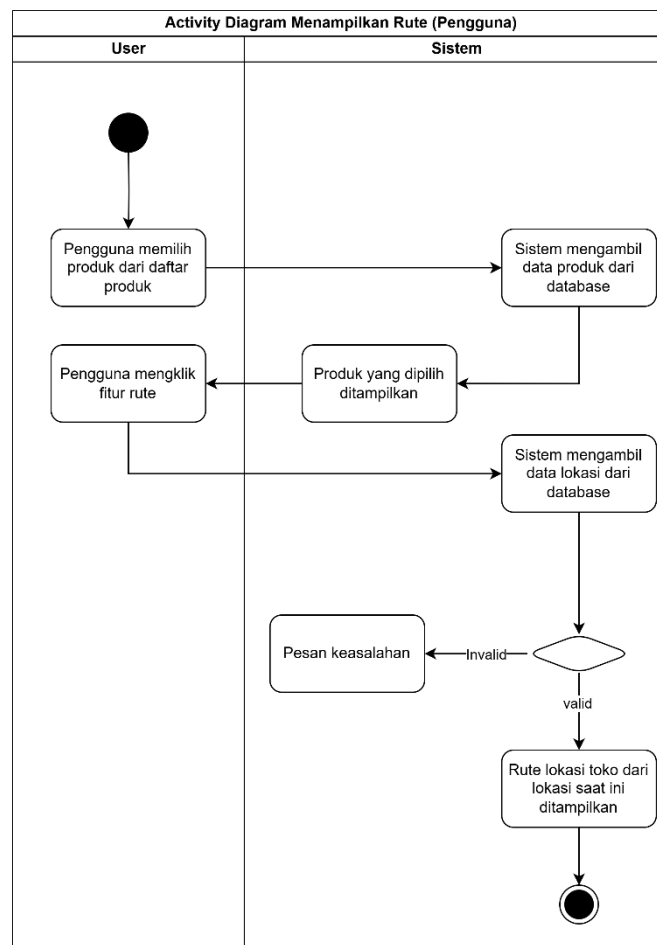 Activity Diagram Menampilkan Rute (Pengguna)
User
Sistem
Pengguna memilih
produk dari daftar
produk
Sistem mengambil
data produk dari
database
Pengguna mengklik
fitur rute
Produk yang dipilih
ditampilkan
Sistem mengambil
data lokasi dari
database
Pesan keasalahan
Invalid
valid
Rute lokasi toko dari
lokasi saat ini
ditampilkan